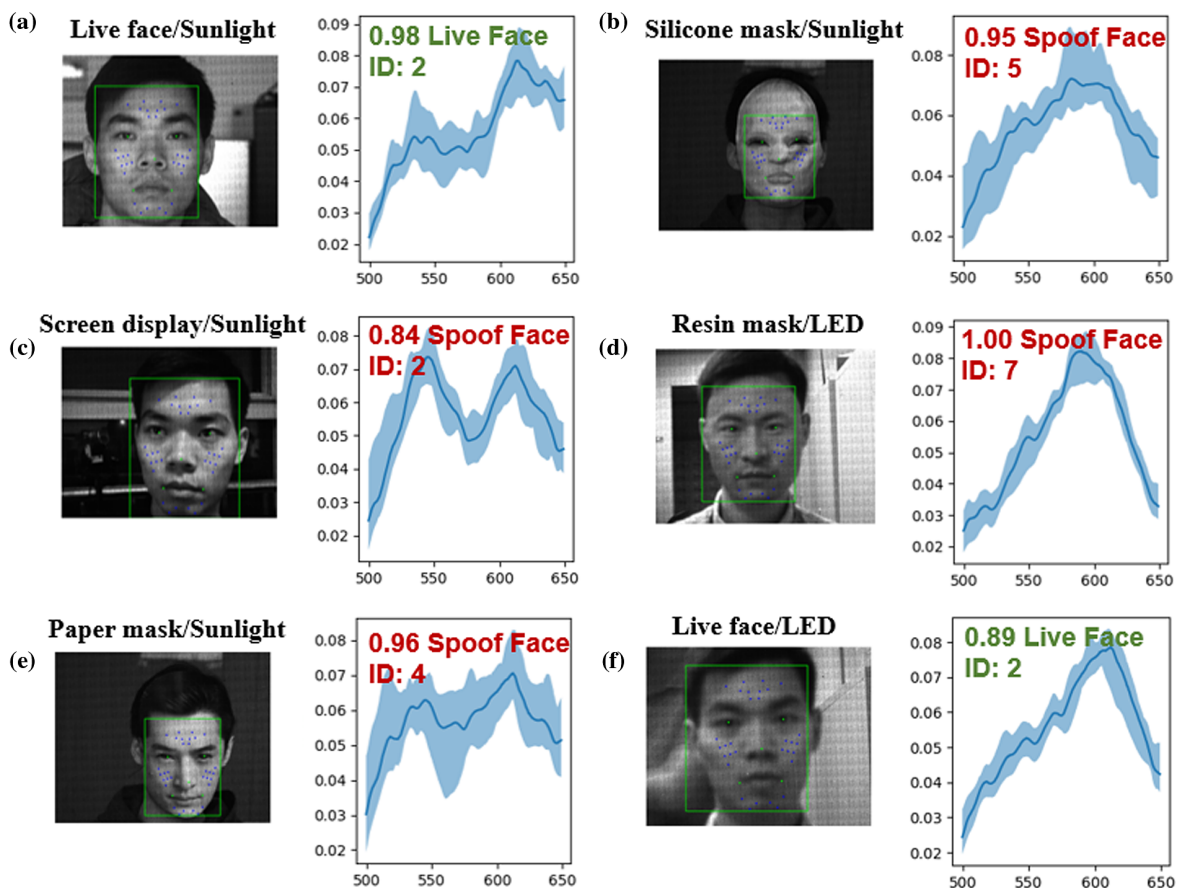 (a)
Live face/Sunlight
0.98 Live Face
ID: 2
0.09
0.08
0.07
0.06
0.05
0.04
0.03
0.02
500
550
600
650
(b)
Silicone mask/Sunlight
0.95 Spoof Face
ID: 5
0.08
0.06
0.04
0.02
500
550
600
650
(c)
Screen display/Sunlight
0.84 Spoof Face
ID: 2
0.08
0.07
0.06
0.05
0.04
0.03
0.02
500
550
600
650
(d)
Resin mask/LED
1.00 Spoof Face
ID: 7
0.09
0.08
0.07
0.06
0.05
0.04
0.03
0.02
500
550
600
650
(e)
Paper mask/Sunlight
0.96 Spoof Face
ID: 4
0.08
0.07
0.06
0.05
0.04
0.03
0.02
500
550
600
650
(f)
Live face/LED
0.89 Live Face
ID: 2
0.08
0.07
0.06
0.05
0.04
0.03
0.02
500
550
600
650